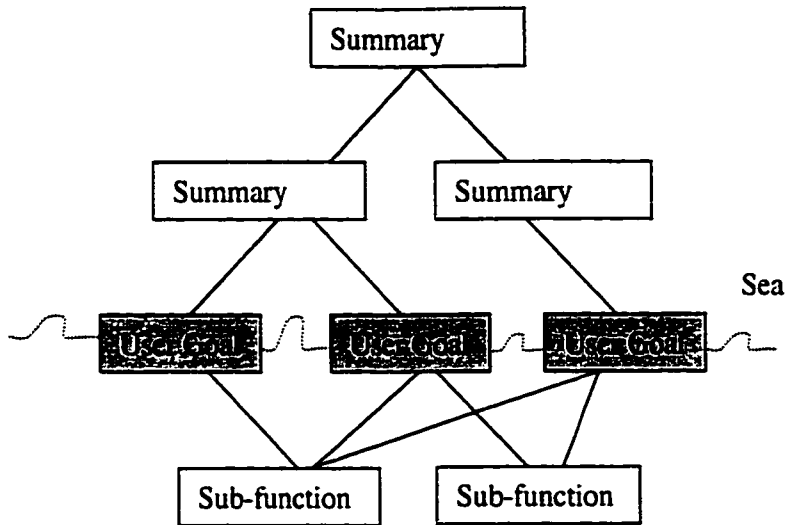 Summary
Summary Summary
Sea
User Goal User Goal User Goal
Sub-function Sub-function